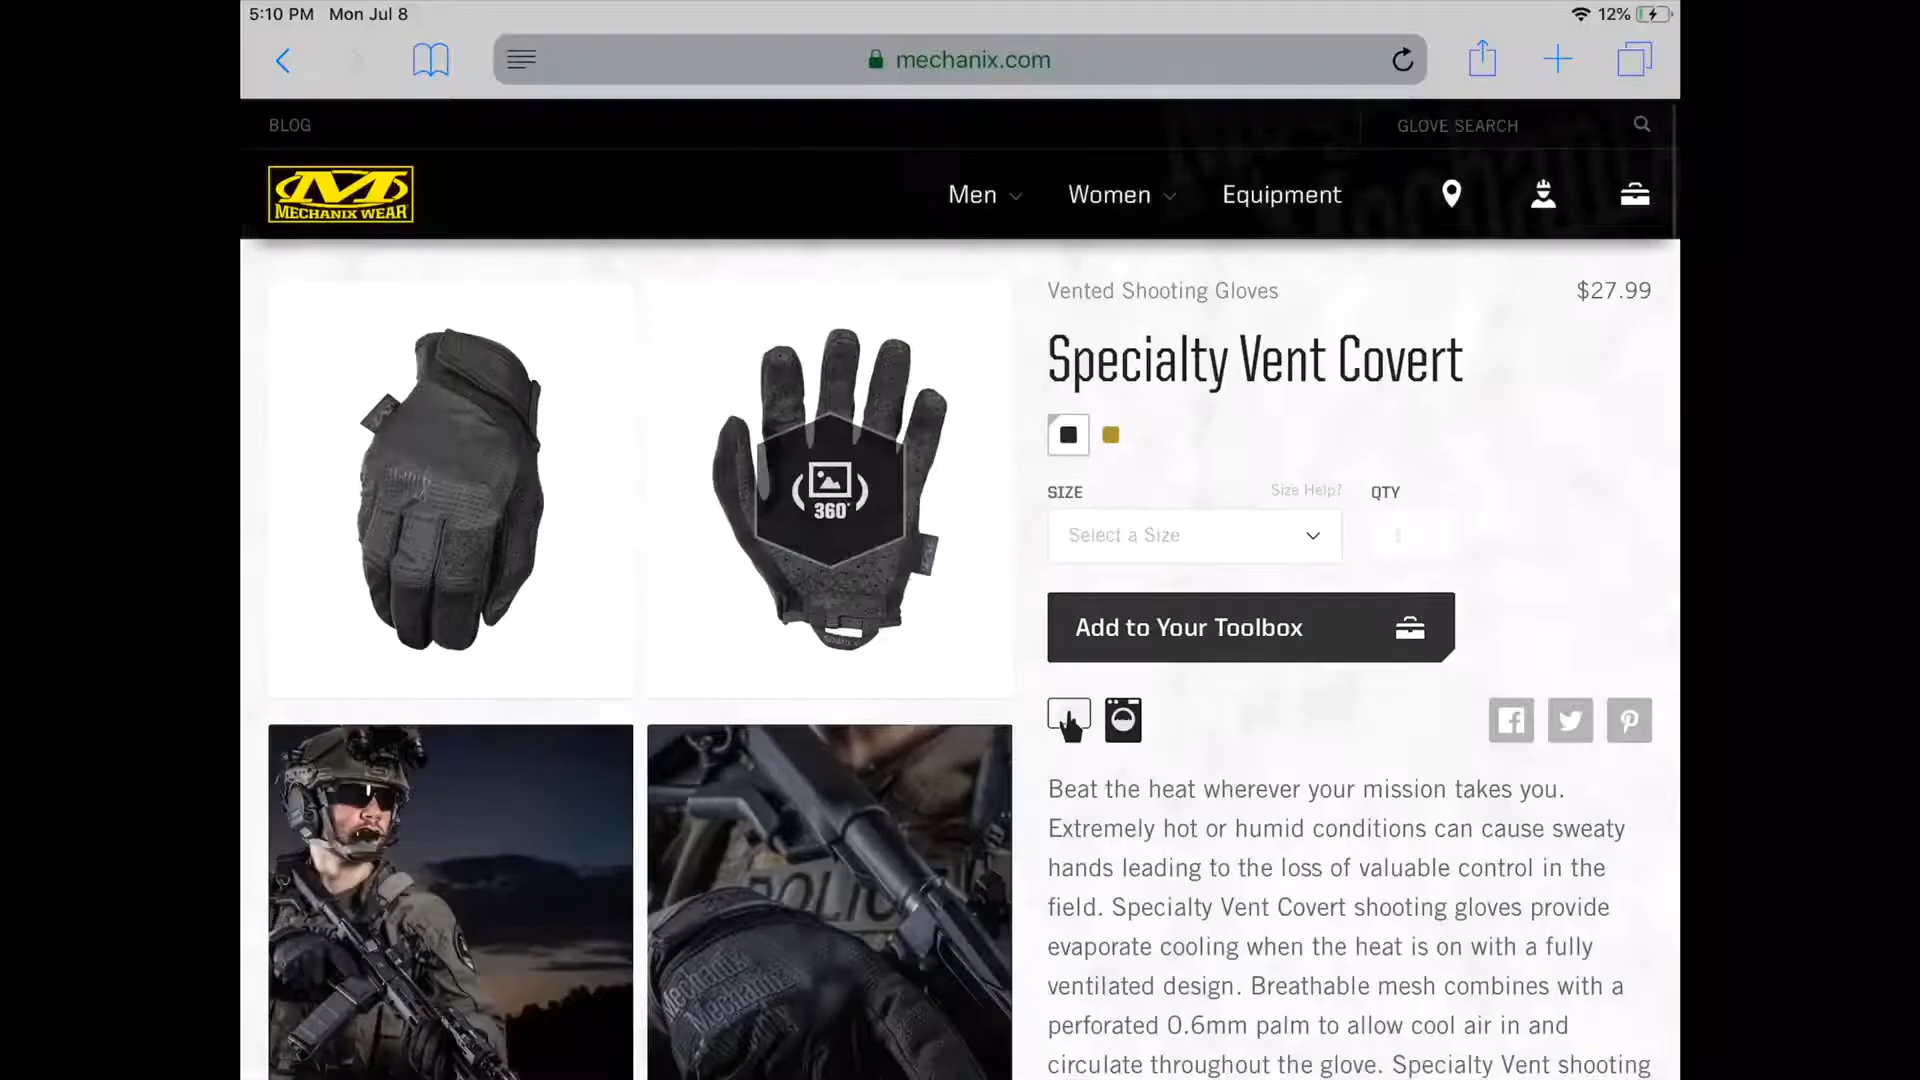 5:10 PM Mon Jul 8
12%
mechanix.com
BLOG
GLOVE SEARCH
MECHANIX WEAR
Men
Women
Equipment
Vented Shooting Gloves
$27.99
Specialty Vent Covert
SIZE
Size Help?
QTY
Select a Size
1
360°
Add to Your Toolbox
Beat the heat wherever your mission takes you.
Extremely hot or humid conditions can cause sweaty
hands leading to the loss of valuable control in the
field. Specialty Vent Covert shooting gloves provide
evaporate cooling when the heat is on with a fully
ventilated design. Breathable mesh combines with a
perforated 0.6mm palm to allow cool air in and
circulate throughout the glove. Specialty Vent shooting
POLIC
Mechanix
Mechanix